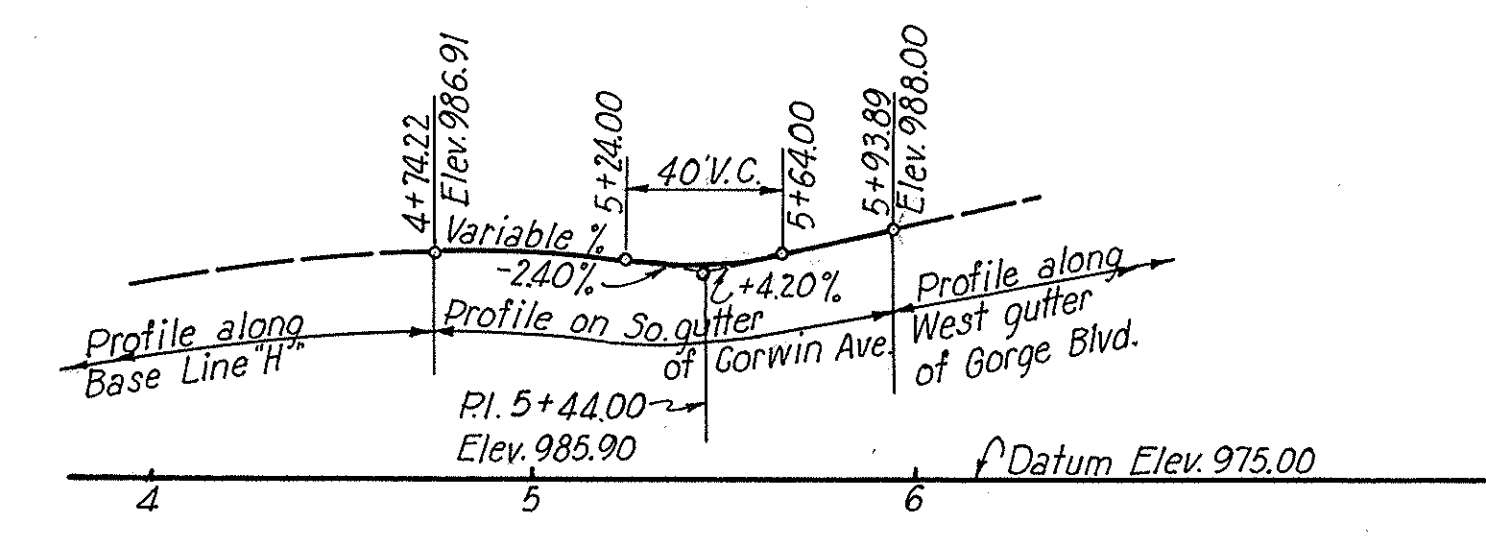 4+74.22
Elev. 986.91
5+24.00
40' V.C.
5+64.00
5+93.89
Elev. 988.00
Variable %
-2.40%
+4.20%
Profile along
Base Line "H"
Profile on So. gutter
of Corwin Ave.
Profile along
West gutter
of Gorge Blvd.
P.I. 5+44.00
Elev. 985.90
Datum Elev. 975.00
4
5
6